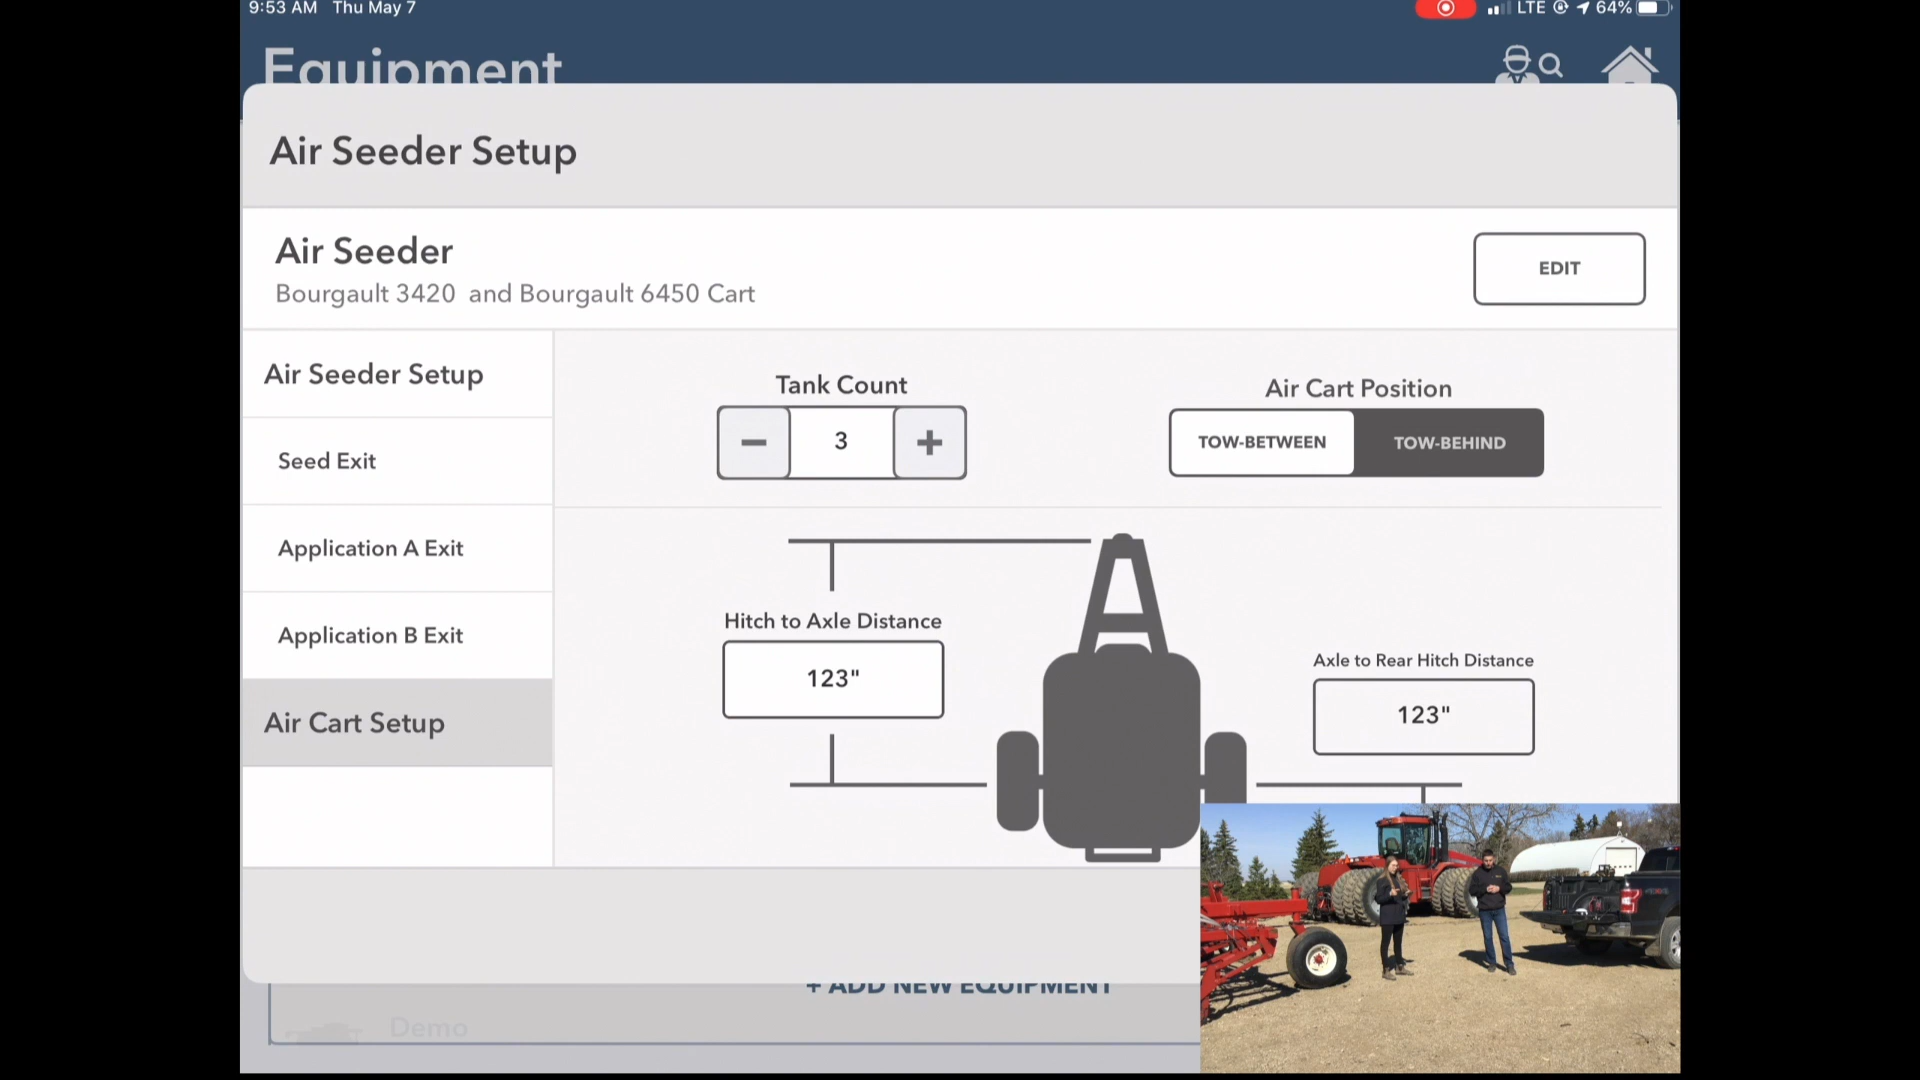 9:53 AM Thu May 7
LTE 64%
Equipment
Air Seeder Setup
Air Seeder
Bourgault 3420 and Bourgault 6450 Cart
EDIT
Air Seeder Setup
Seed Exit
Application A Exit
Application B Exit
Air Cart Setup
Tank Count
3
Air Cart Position
TOW-BETWEEN
TOW-BEHIND
Hitch to Axle Distance
123"
Axle to Rear Hitch Distance
123"
+ ADD NEW EQUIPMENT
Demo